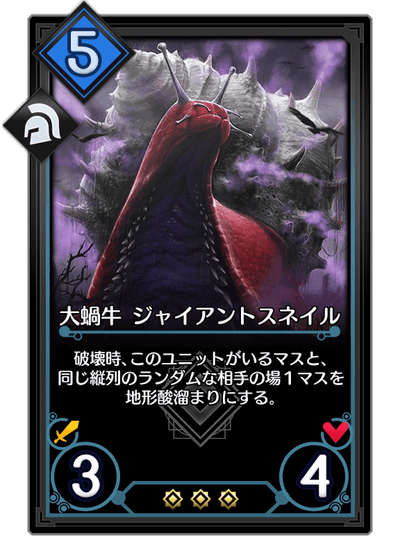 5
大蝸牛 ジャイアントスネイル
破壊時、このユニットがいるマスと、
同じ縦列のランダムな相手の場1マスを
地形酸溜まりにする。
3
4